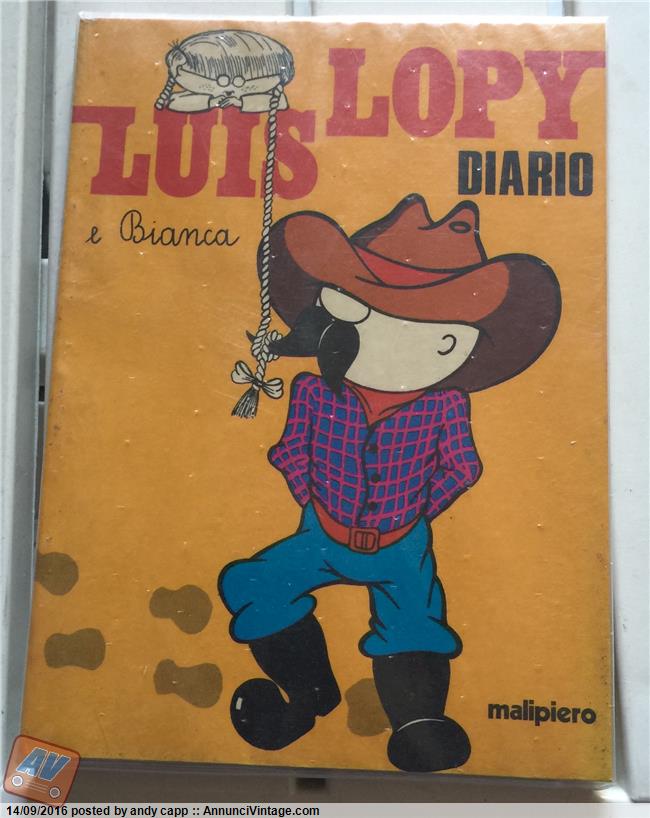 LUIS LOPY
DIARIO
e Bianca
malipiero
AV
14/09/2016 posted by andy capp :: AnnunciVintage.com